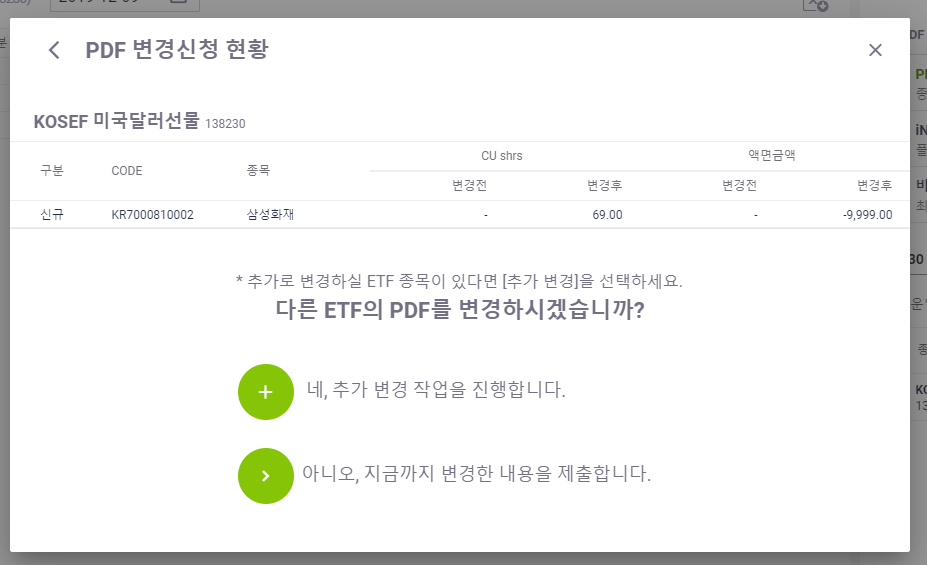 PDF 변경신청 현황
KOSEF 미국달러선물 138230
구분 CODE 종목 CU shrs 액면금액
변경전 변경후 변경전 변경후
신규 KR7000810002 삼성화재 - 69.00 - -9,999.00
* 추가로 변경하실 ETF 종목이 있다면 [추가 변경]을 선택하세요.
다른 ETF의 PDF를 변경하시겠습니까?
네, 추가 변경 작업을 진행합니다.
아니오, 지금까지 변경한 내용을 제출합니다.